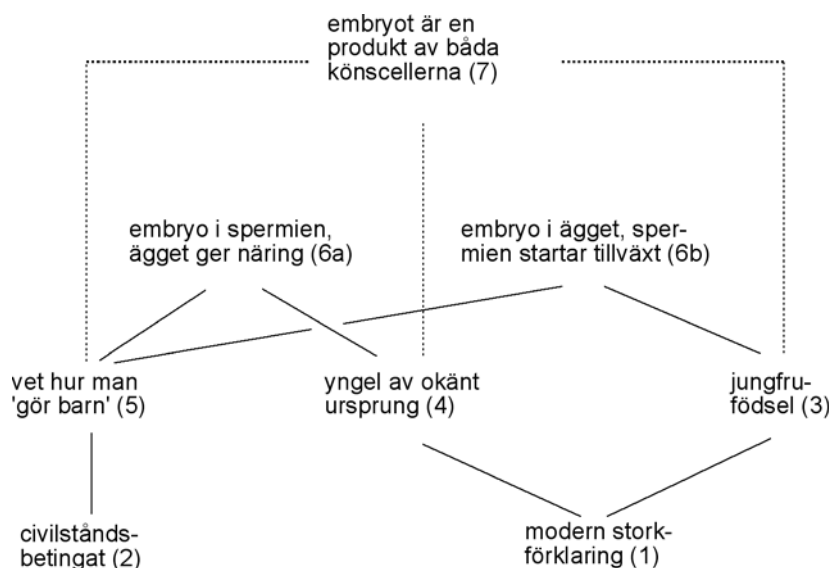 embryot är en
produkt av båda
könscellerna (7)
embryo i spermien,
ägget ger näring (6a)
embryo i ägget, sper-
mien startar tillväxt (6b)
vet hur man
'gör barn' (5)
yngel av okänt
ursprung (4)
jungfru-
födsel (3)
civilstånds-
betingat (2)
modern stork-
förklaring (1)